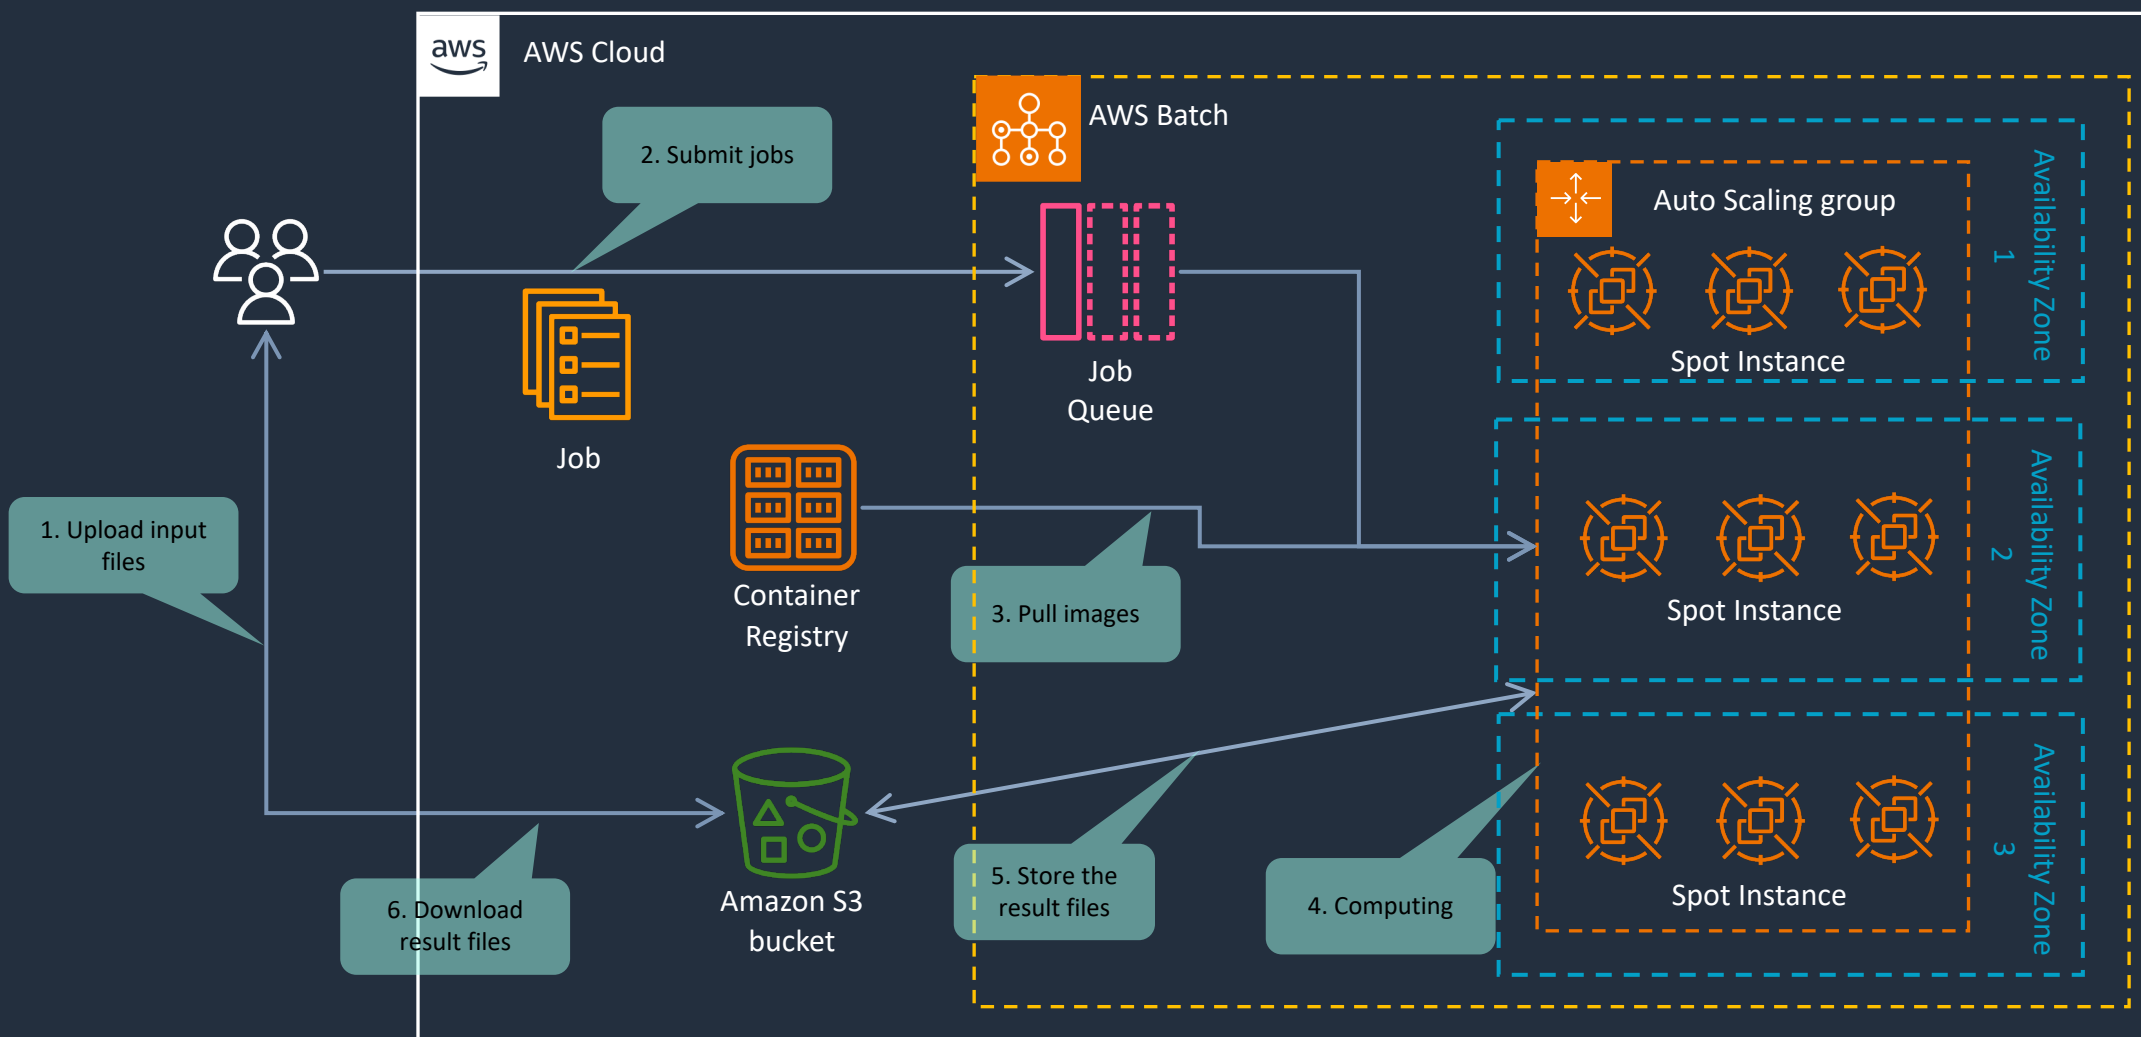 aws
AWS Cloud
AWS Batch
2. Submit jobs
Auto Scaling group
Availability Zone
1
Spot Instance
Job
Queue
Job
1. Upload input
files
Container
Registry
3. Pull images
Spot Instance
Availability Zone
2
Amazon S3
bucket
6. Download
result files
5. Store the
result files
4. Computing
Spot Instance
Availability Zone
3